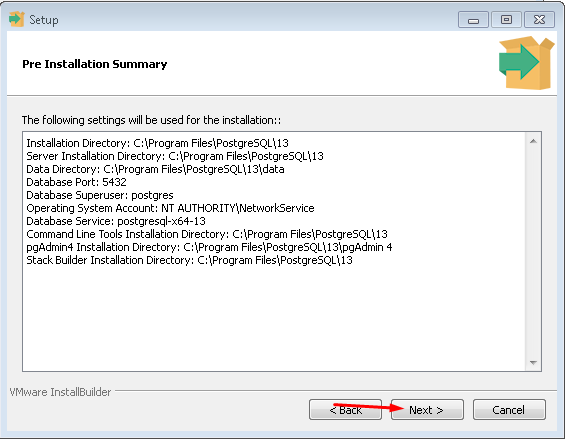 Setup
Pre Installation Summary
The following settings will be used for the installation::
Installation Directory: C:\Program Files\PostgreSQL\13
Server Installation Directory: C:\Program Files\PostgreSQL\13
Data Directory: C:\Program Files\PostgreSQL\13\data
Database Port: 5432
Database Superuser: postgres
Operating System Account: NT AUTHORITY\NetworkService
Database Service: postgresql-x64-13
Command Line Tools Installation Directory: C:\Program Files\PostgreSQL\13
pgAdmin4 Installation Directory: C:\Program Files\PostgreSQL\13\pgAdmin 4
Stack Builder Installation Directory: C:\Program Files\PostgreSQL\13
VMware InstallBuilder
< Back
Next >
Cancel